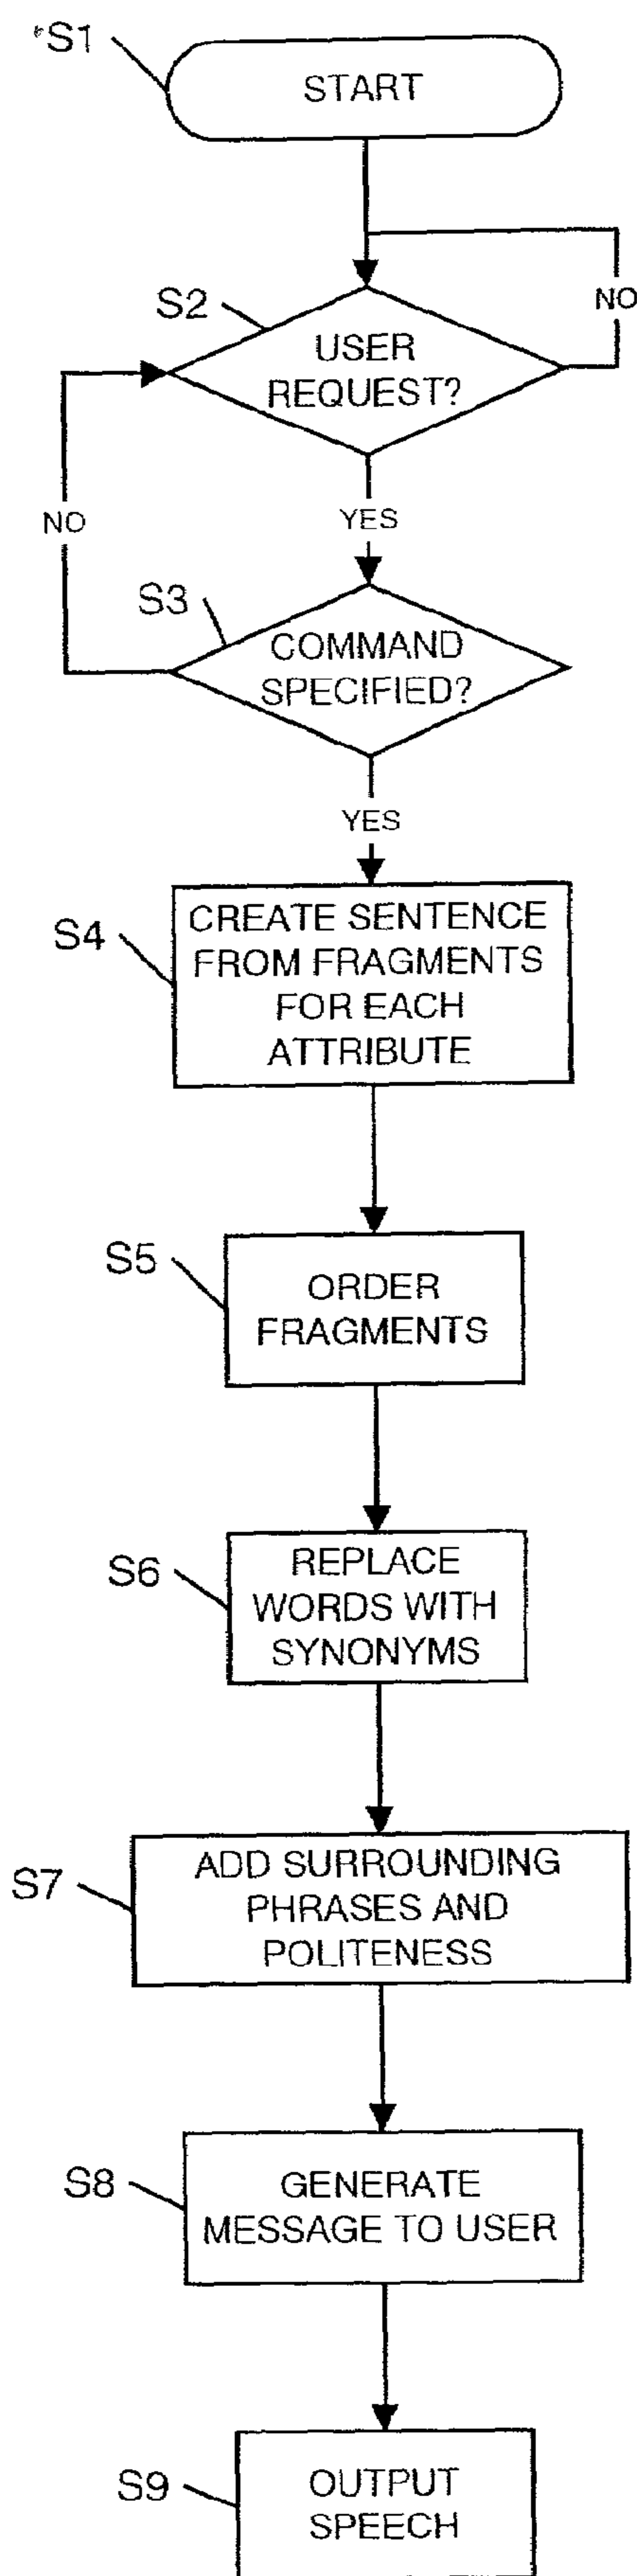 S1
START
NO
S2
USER
REQUEST?
NO
YES
S3
COMMAND
SPECIFIED?
YES
S4
CREATE SENTENCE
FROM FRAGMENTS
FOR EACH
ATTRIBUTE
S5
ORDER
FRAGMENTS
S6
REPLACE
WORDS WITH
SYNONYMS
S7
ADD SURROUNDING
PHRASES AND
POLITENESS
S8
GENERATE
MESSAGE TO USER
S9
OUTPUT
SPEECH